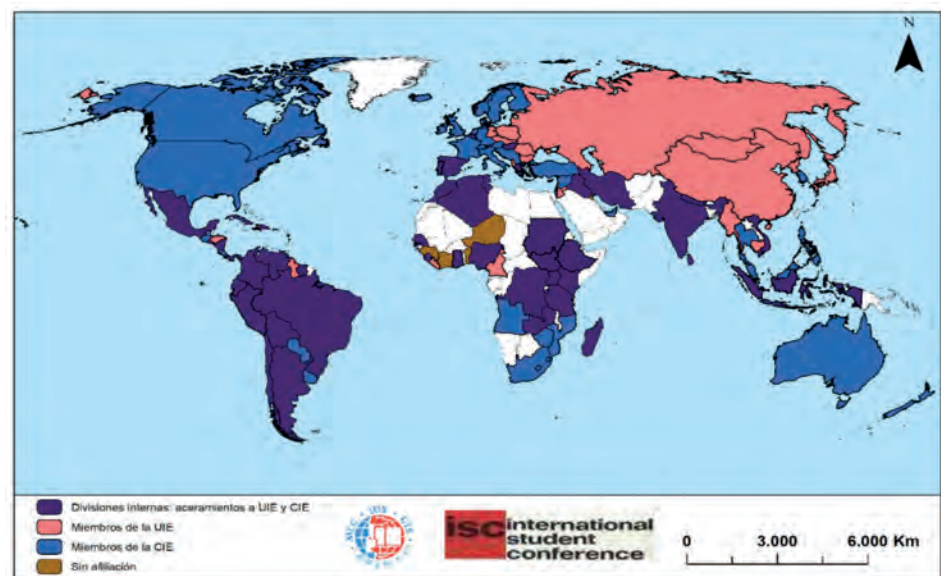 N
Divisiones internas: aceramientos a UIE y CIE
Miembros de la UIE
Miembros de la CIE
Sin afiliación
isc international
student
conference
0 3.000 6.000 Km